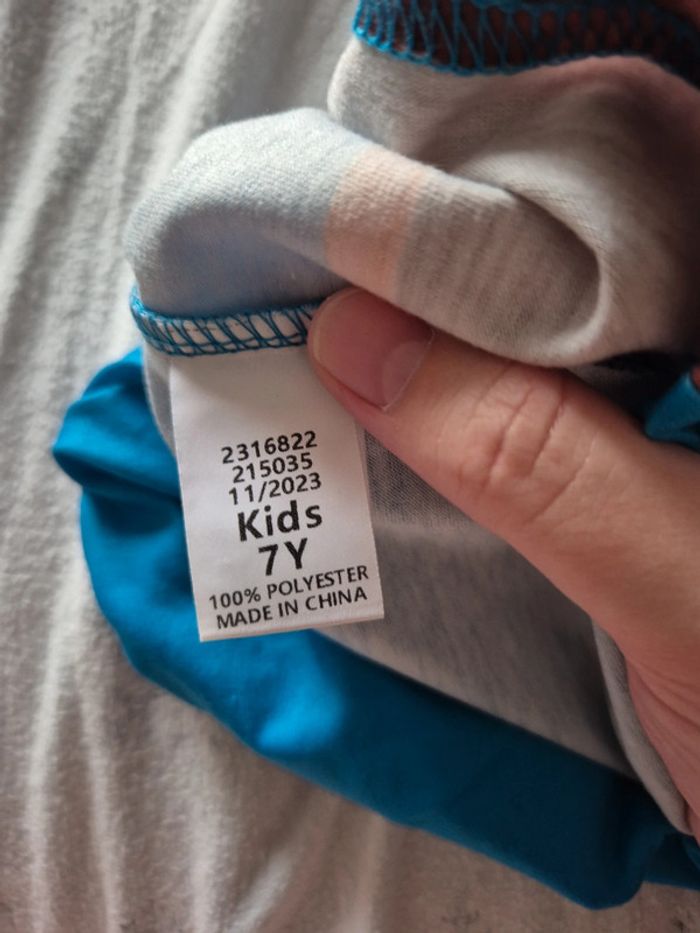 2316822
215035
11/2023
Kids
7Y
100% POLYESTER
MADE IN CHINA